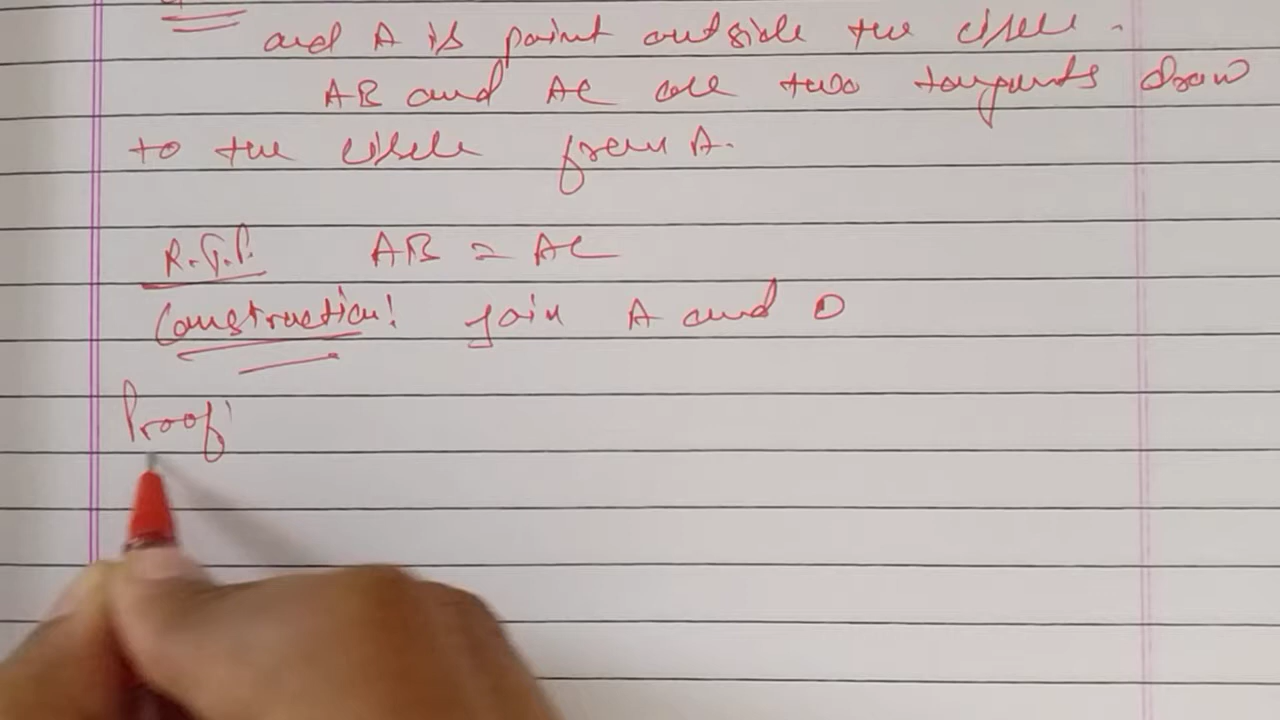 and A is point outside the circle.
AB and AC are two tangents draw
to the circle from A.
R.T.P. AB = AC
Construction: Join A and O
Proof: